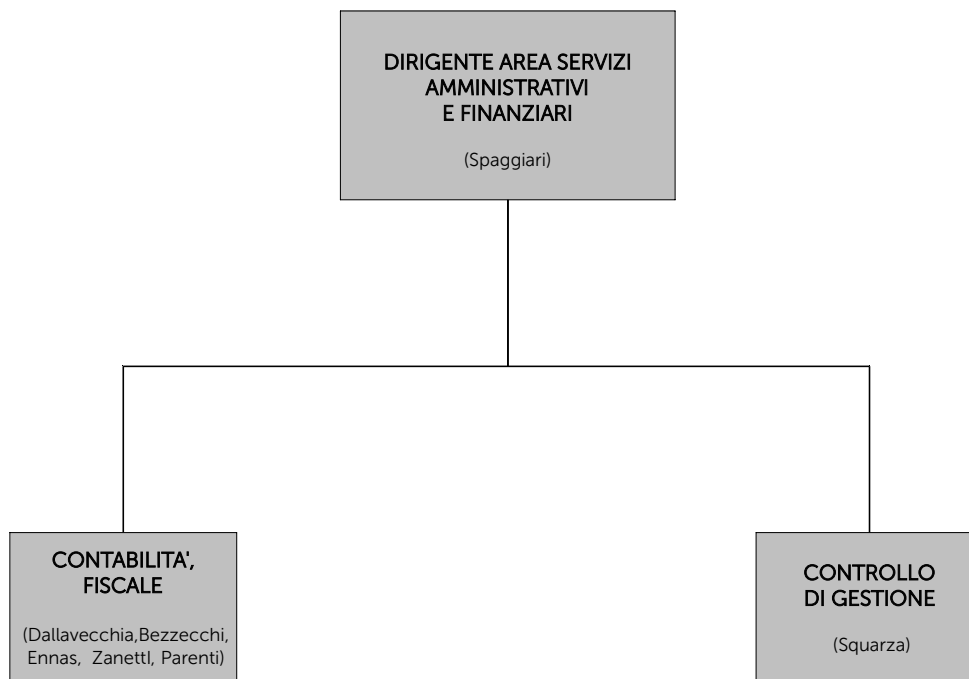 DIRIGENTE AREA SERVIZI
AMMINISTRATIVI
E FINANZIARI
(Spaggiari)
CONTABILITA',
FISCALE
(Dallavecchia,Bezzecchi,
Ennas, Zanettl, Parenti)
CONTROLLO
DI GESTIONE
(Squarza)